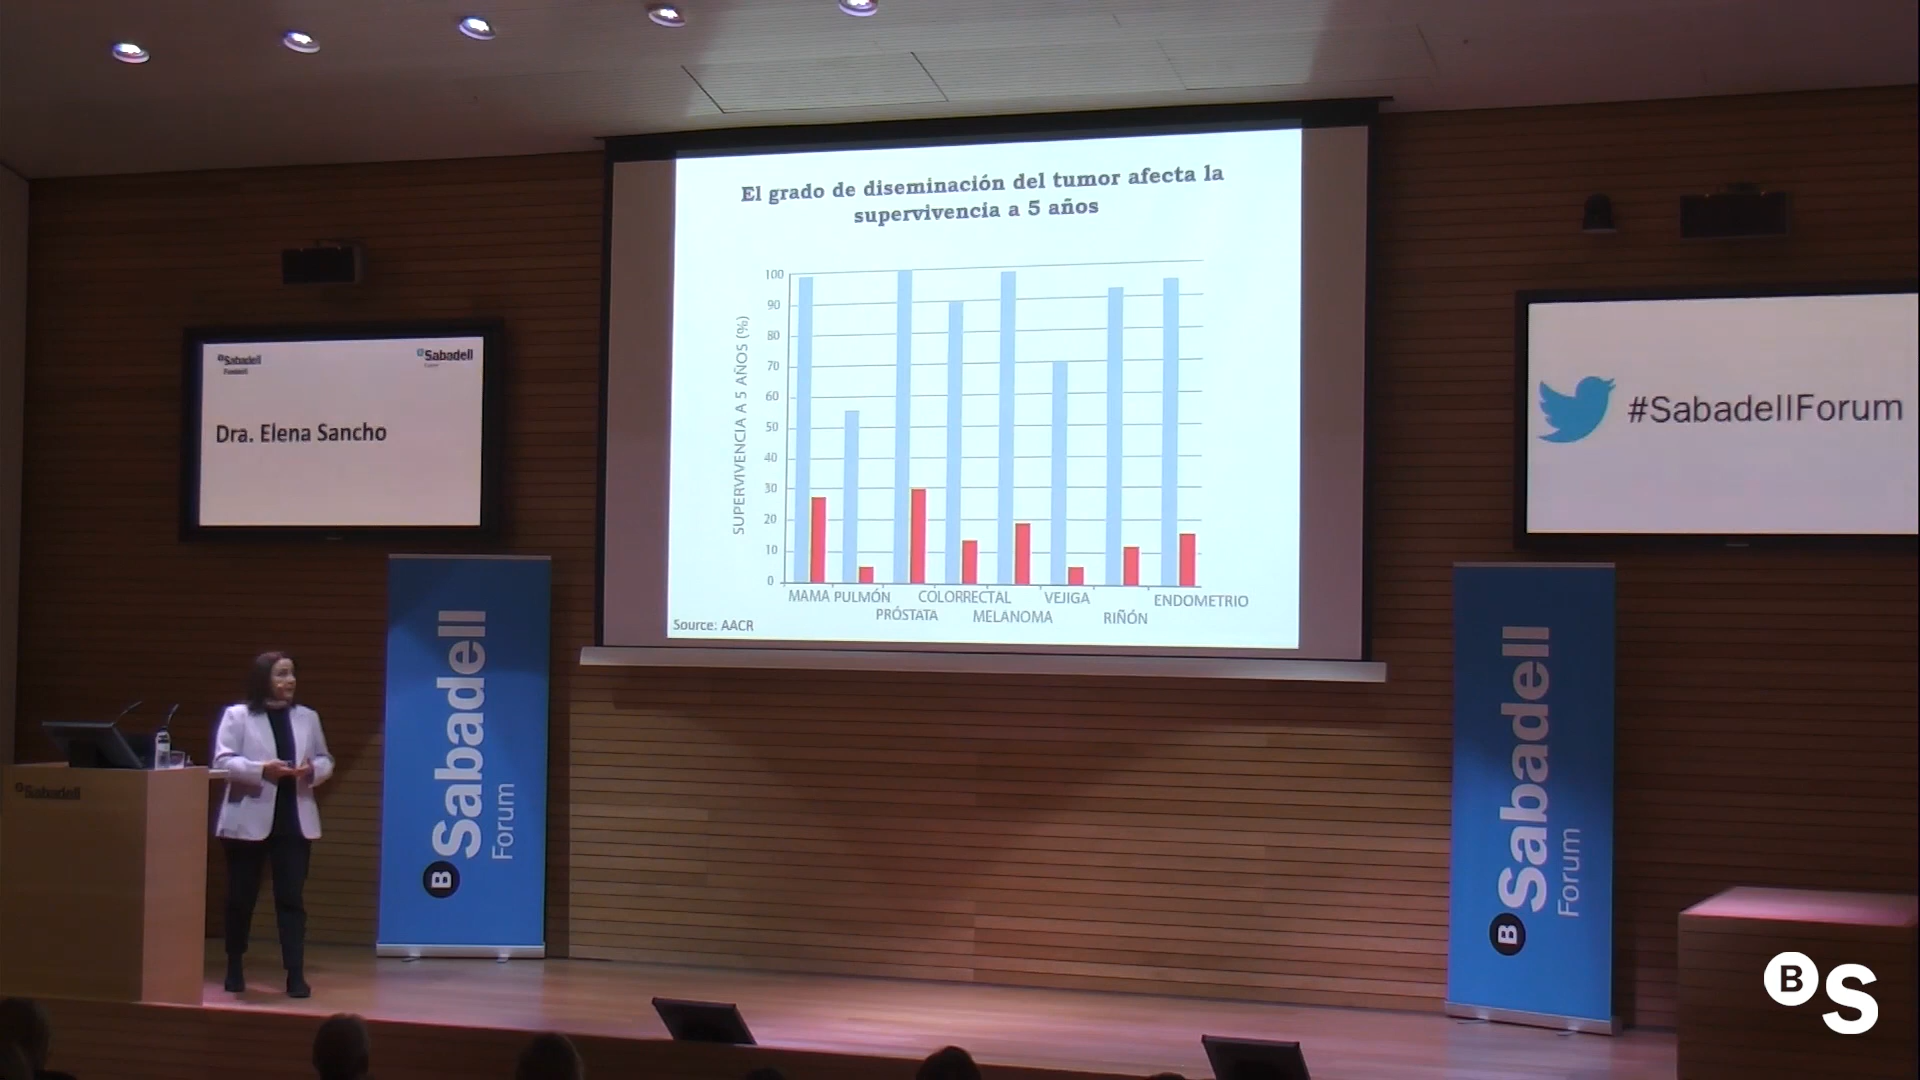 El grado de diseminación del tumor afecta la
supervivencia a 5 años
SUPERVIVENCIA A 5 AÑOS (%)
100
90
80
70
60
50
40
30
20
10
0
MAMA PULMÓN COLORRECTAL VEJIGA ENDOMETRIO
PRÓSTATA MELANOMA RIÑÓN
Source: AACR
Sabadell
Sabadell
Dra. Elena Sancho
#SabadellForum
B Sabadell
Forum
B Sabadell
Forum
Sabadell
B S